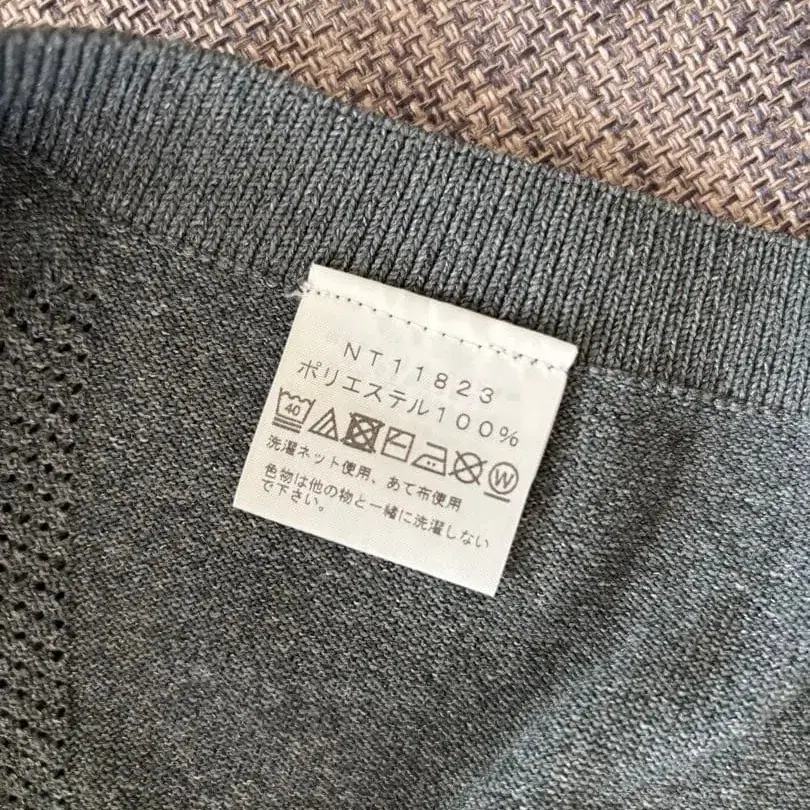 NT11823
ポリエステル100%
40 W
洗濯ネット使用、あて布使用
色物は他の物と一緒に洗濯しない
で下さい。